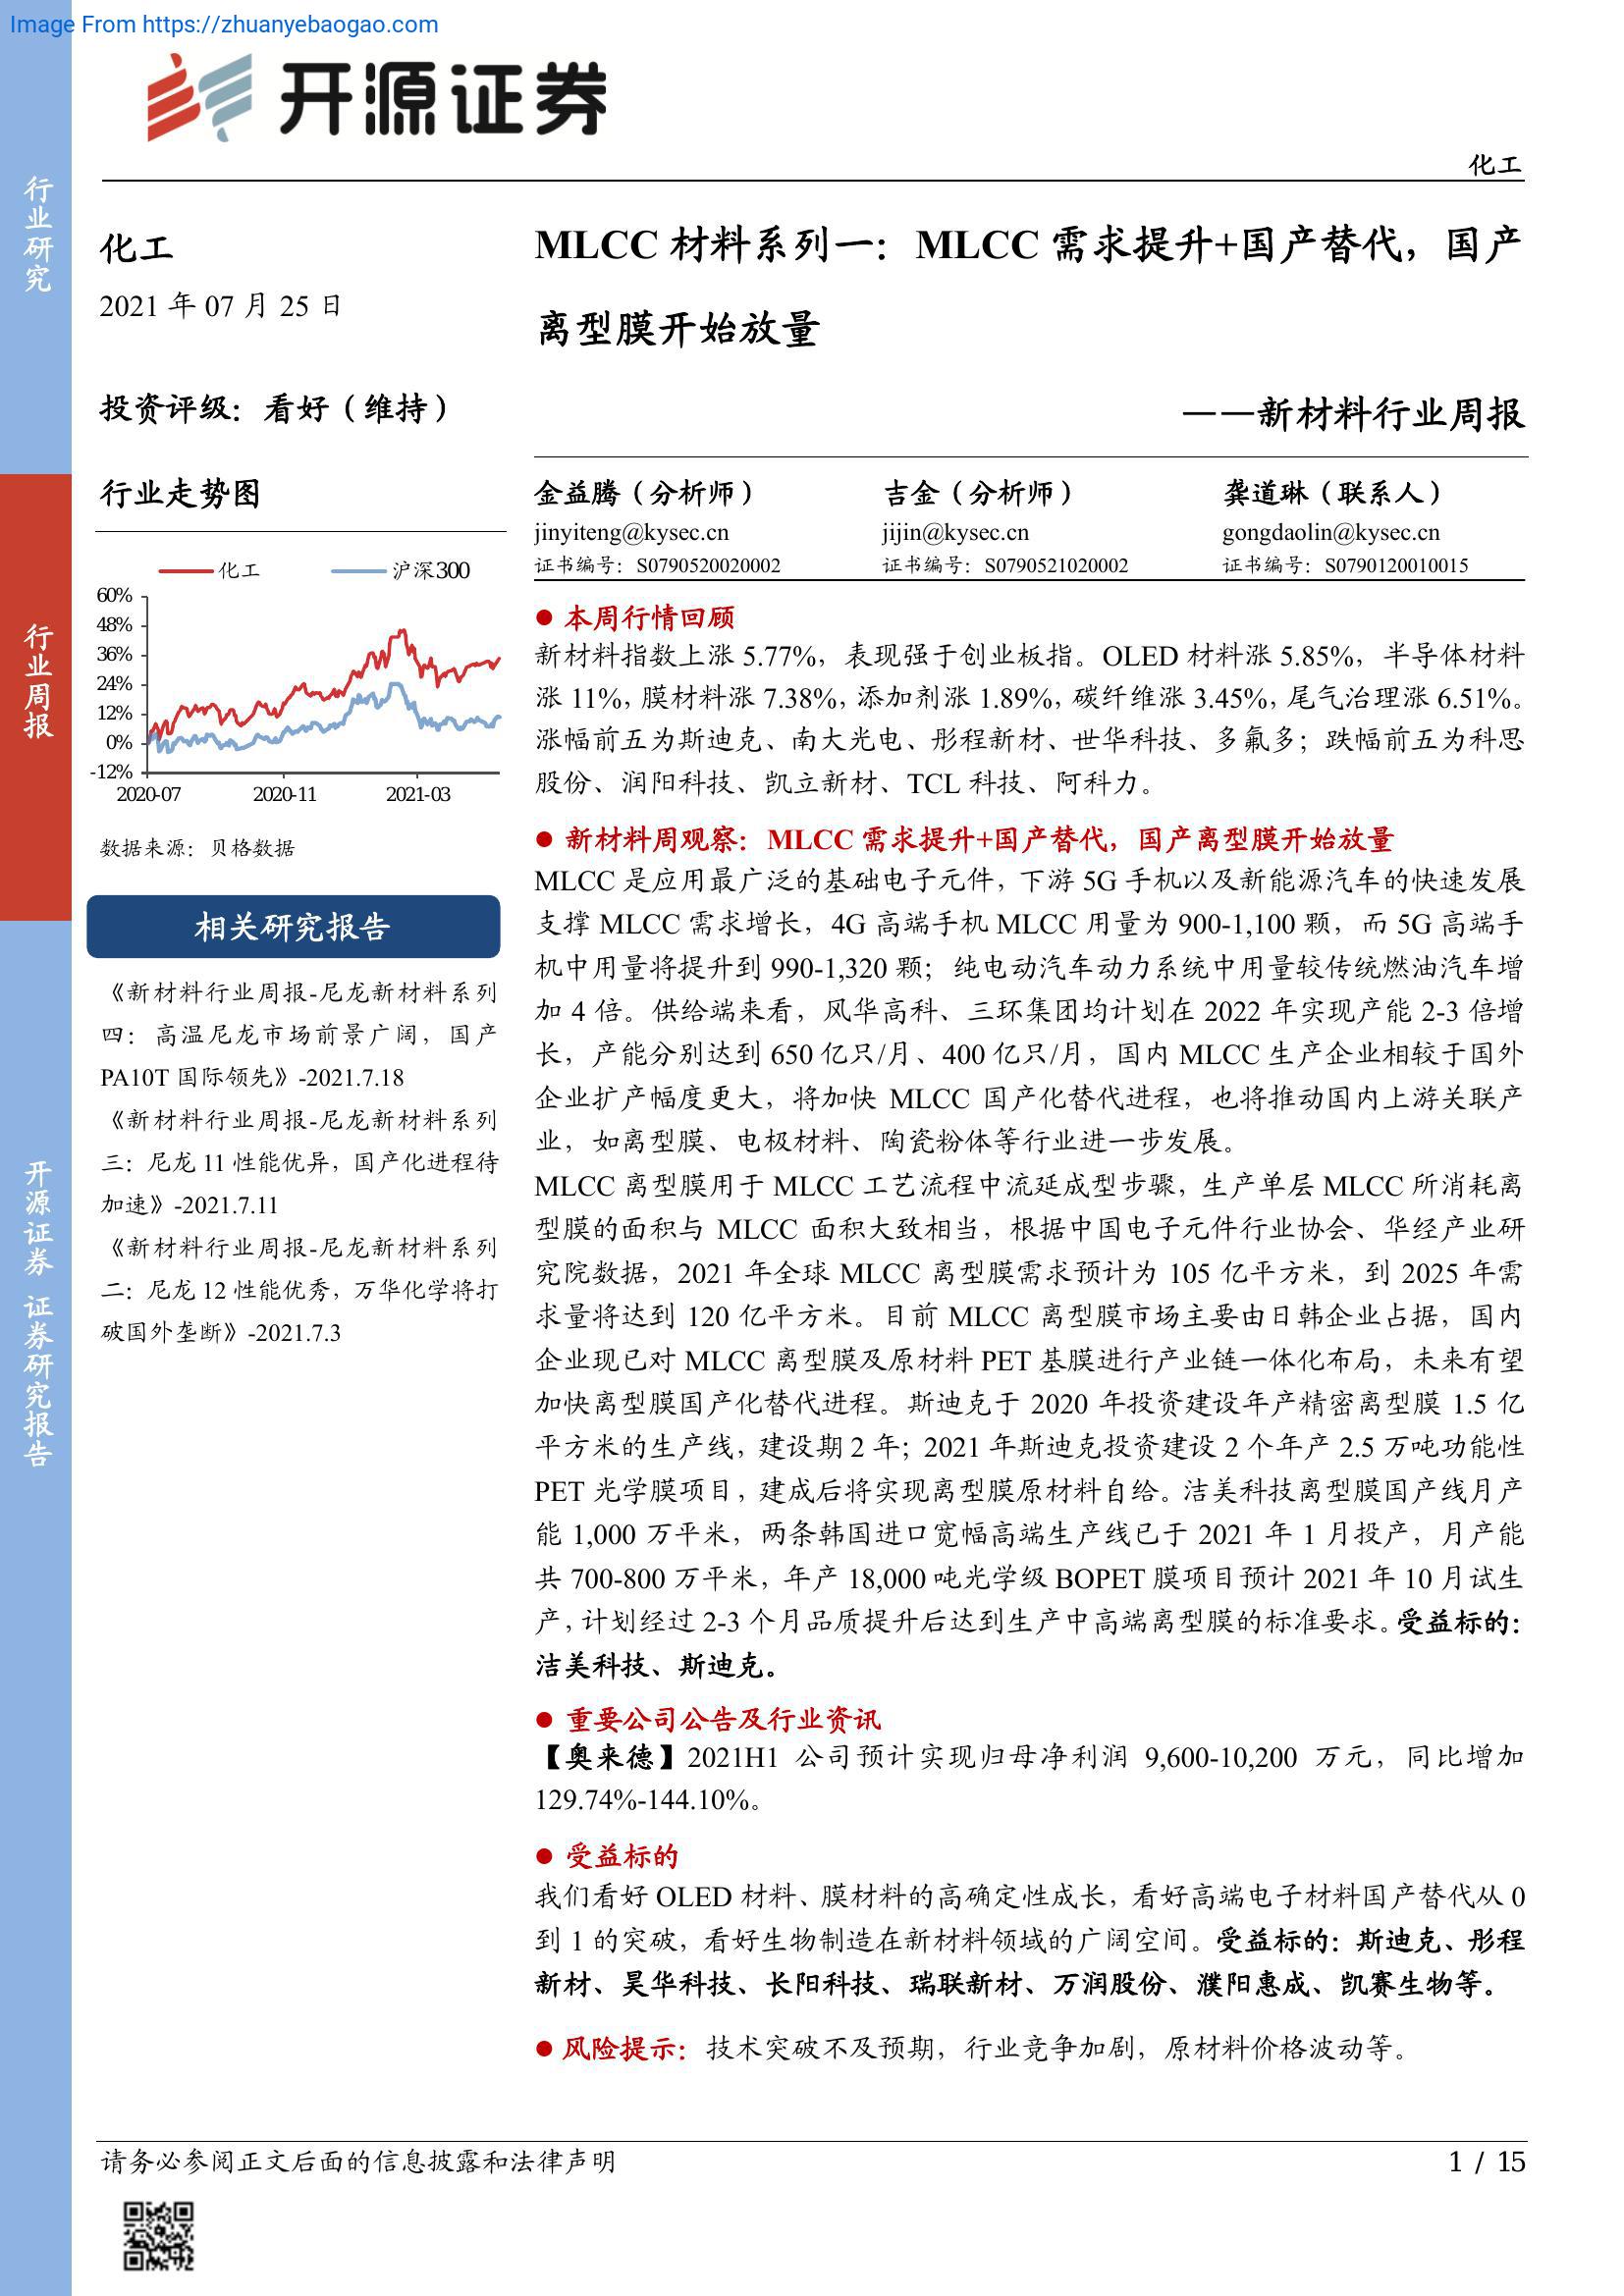 Image From https://zhuanyebaogao.com
开源证券
化工
行业研究
行业周报
开源证券 证券研究报告
化工
2021 年 07 月 25 日
投资评级：看好（维持）
行业走势图
化工 沪深300
60%
48%
36%
24%
12%
0%
-12%
2020-07 2020-11 2021-03
数据来源：贝格数据
相关研究报告
《新材料行业周报-尼龙新材料系列
四：高温尼龙市场前景广阔，国产
PA10T 国际领先》-2021.7.18
《新材料行业周报-尼龙新材料系列
三：尼龙 11 性能优异，国产化进程待
加速》-2021.7.11
《新材料行业周报-尼龙新材料系列
二：尼龙 12 性能优秀，万华化学将打
破国外垄断》-2021.7.3
MLCC 材料系列一：MLCC 需求提升+国产替代，国产
离型膜开始放量
——新材料行业周报
金益腾（分析师） 吉金（分析师） 龚道琳（联系人）
jinyiteng@kysec.cn jijin@kysec.cn gongdaolin@kysec.cn
证书编号：S0790520020002 证书编号：S0790521020002 证书编号：S0790120010015
● 本周行情回顾
新材料指数上涨 5.77%，表现强于创业板指。OLED 材料涨 5.85%，半导体材料
涨 11%，膜材料涨 7.38%，添加剂涨 1.89%，碳纤维涨 3.45%，尾气治理涨 6.51%。
涨幅前五为斯迪克、南大光电、彤程新材、世华科技、多氟多；跌幅前五为科思
股份、润阳科技、凯立新材、TCL 科技、阿科力。
● 新材料周观察：MLCC 需求提升+国产替代，国产离型膜开始放量
MLCC 是应用最广泛的基础电子元件，下游 5G 手机以及新能源汽车的快速发展
支撑 MLCC 需求增长，4G 高端手机 MLCC 用量为 900-1,100 颗，而 5G 高端手
机中用量将提升到 990-1,320 颗；纯电动汽车动力系统中用量较传统燃油汽车增
加 4 倍。供给端来看，风华高科、三环集团均计划在 2022 年实现产能 2-3 倍增
长，产能分别达到 650 亿只/月、400 亿只/月，国内 MLCC 生产企业相较于国外
企业扩产幅度更大，将加快 MLCC 国产化替代进程，也将推动国内上游关联产
业，如离型膜、电极材料、陶瓷粉体等行业进一步发展。
MLCC 离型膜用于 MLCC 工艺流程中流延成型步骤，生产单层 MLCC 所消耗离
型膜的面积与 MLCC 面积大致相当，根据中国电子元件行业协会、华经产业研
究院数据，2021 年全球 MLCC 离型膜需求预计为 105 亿平方米，到 2025 年需
求量将达到 120 亿平方米。目前 MLCC 离型膜市场主要由日韩企业占据，国内
企业现已对 MLCC 离型膜及原材料 PET 基膜进行产业链一体化布局，未来有望
加快离型膜国产化替代进程。斯迪克于 2020 年投资建设年产精密离型膜 1.5 亿
平方米的生产线，建设期 2 年；2021 年斯迪克投资建设 2 个年产 2.5 万吨功能性
PET 光学膜项目，建成后将实现离型膜原材料自给。洁美科技离型膜国产线月产
能 1,000 万平米，两条韩国进口宽幅高端生产线已于 2021 年 1 月投产，月产能
共 700-800 万平米，年产 18,000 吨光学级 BOPET 膜项目预计 2021 年 10 月试生
产，计划经过 2-3 个月品质提升后达到生产中高端离型膜的标准要求。受益标的：
洁美科技、斯迪克。
● 重要公司公告及行业资讯
【奥来德】2021H1 公司预计实现归母净利润 9,600-10,200 万元，同比增加
129.74%-144.10%。
● 受益标的
我们看好 OLED 材料、膜材料的高确定性成长，看好高端电子材料国产替代从 0
到 1 的突破，看好生物制造在新材料领域的广阔空间。受益标的：斯迪克、彤程
新材、昊华科技、长阳科技、瑞联新材、万润股份、濮阳惠成、凯赛生物等。
● 风险提示：技术突破不及预期，行业竞争加剧，原材料价格波动等。
请务必参阅正文后面的信息披露和法律声明 1 / 15